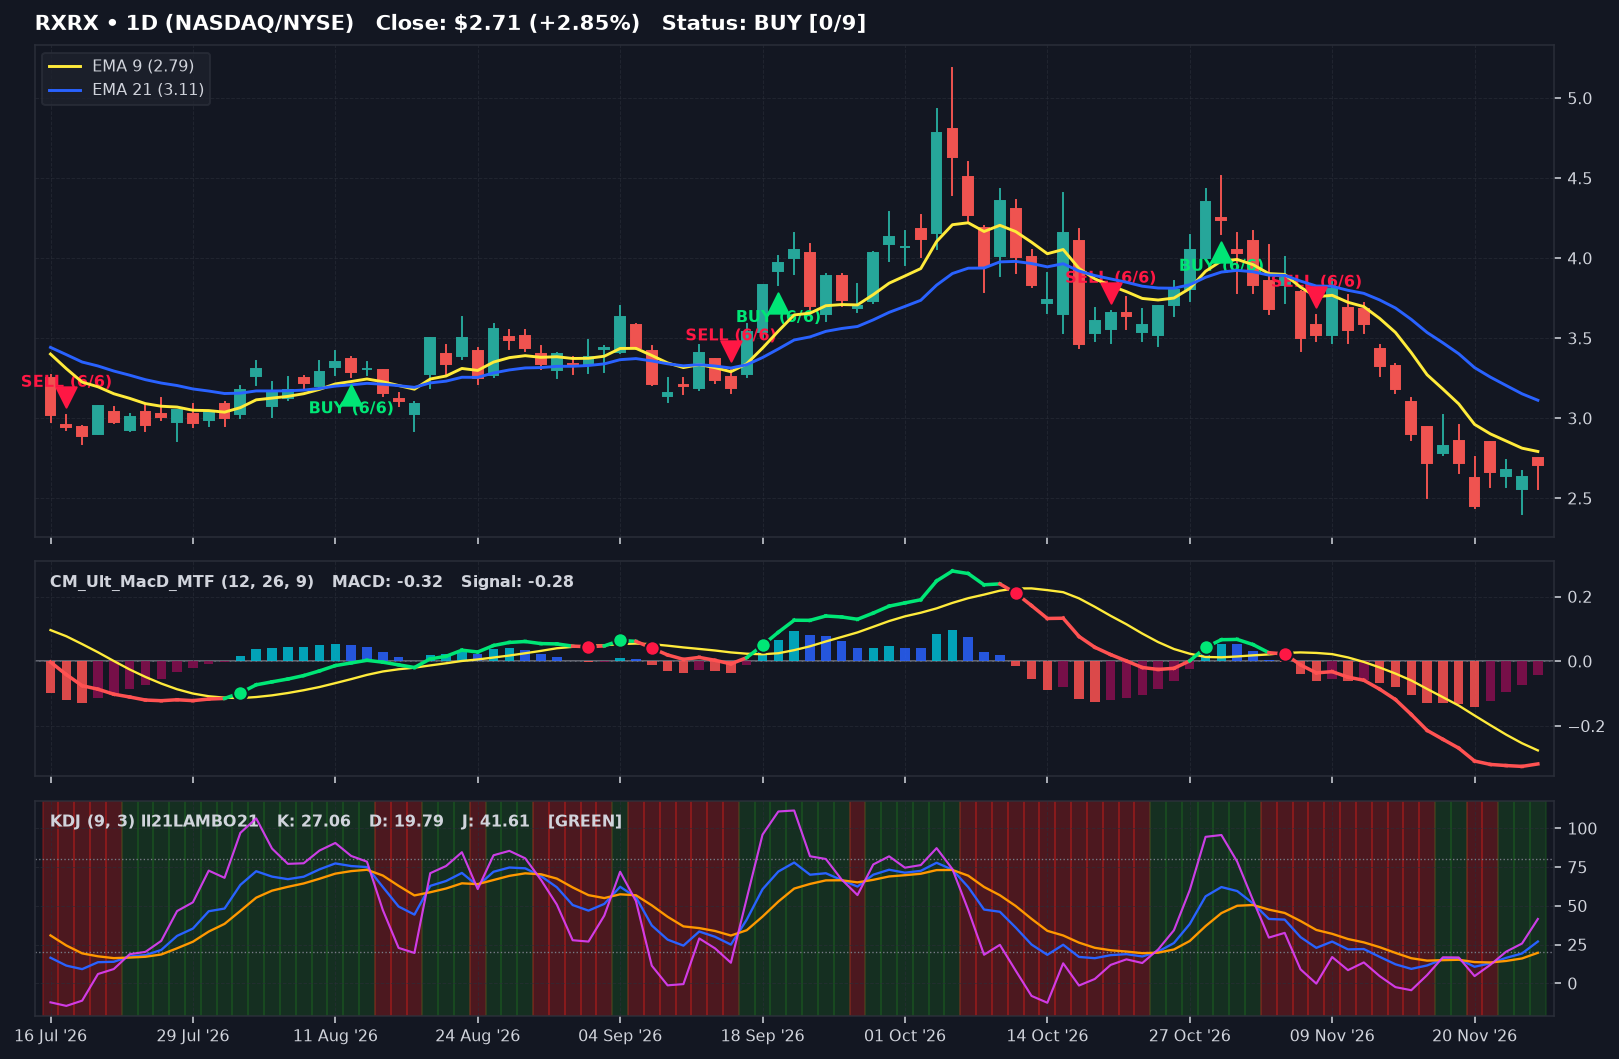 RXRX • 1D (NASDAQ/NYSE)   Close: $2.71 (+2.85%)   Status: BUY [0/9]
EMA 9 (2.79)
EMA 21 (3.11)
5.0
4.5
4.0
3.5
3.0
2.5
SELL (6/6)
BUY (6/6)
SELL (6/6)
BUY (6/6)
SELL (6/6)
BUY (6/6)
SELL (6/6)
CM_Ult_MacD_MTF (12, 26, 9)   MACD: -0.32   Signal: -0.28
0.2
0.0
−0.2
KDJ (9, 3) II21LAMBO21   K: 27.06   D: 19.79   J: 41.61   [GREEN]
100
75
50
25
0
16 Jul '26
29 Jul '26
11 Aug '26
24 Aug '26
04 Sep '26
18 Sep '26
01 Oct '26
14 Oct '26
27 Oct '26
09 Nov '26
20 Nov '26